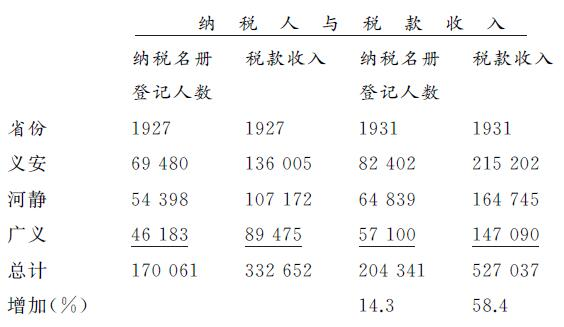 纳税人与税款收入
纳税名册 税款收入 纳税名册 税款收入
登记人数 登记人数
省份 1927 1927 1931 1931
义安 69 480 136 005 82 402 215 202
河静 54 398 107 172 64 839 164 745
广义 46 183 89 475 57 100 147 090
总计 170 061 332 652 204 341 527 037
增加(%) 14.3 58.4